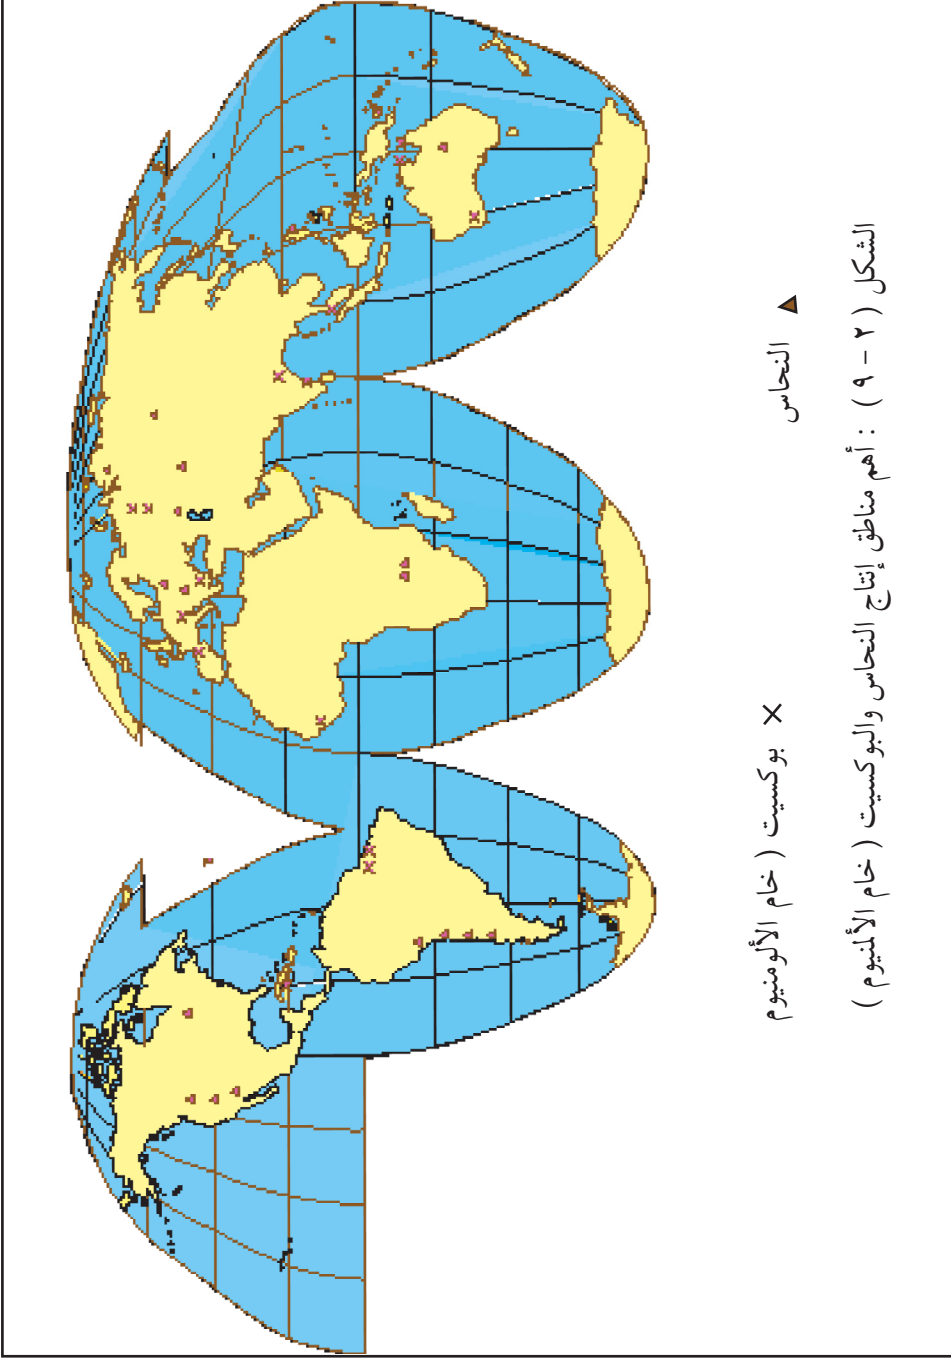 النحاس
بوكسيت ( خام الألومنيوم
الشكل ( ٢ - ٩ ) : أهم مناطق إنتاج النحاس والبوكسيت ( خام الألمنيوم )